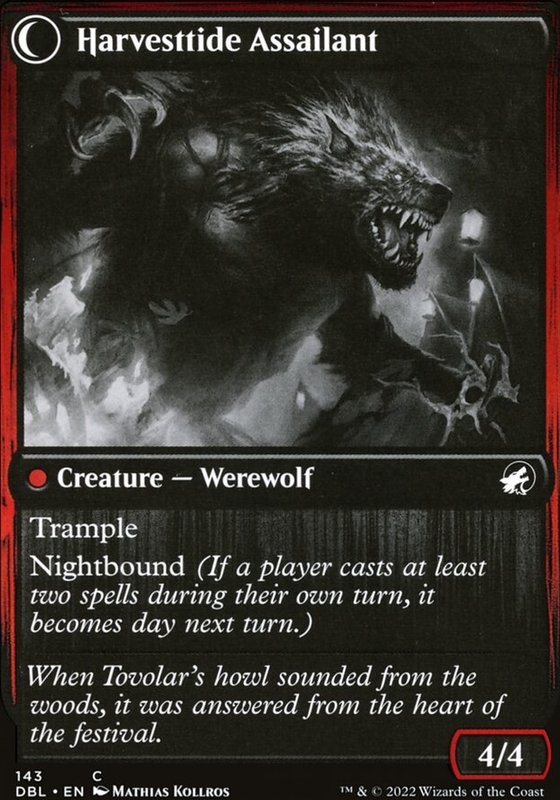 Harvesttide Assailant
Creature — Werewolf
Trample
Nightbound (If a player casts at least
two spells during their own turn, it
becomes day next turn.)
When Tovolar's howl sounded from the
woods, it was answered from the heart of
the festival.
4/4
143 C
DBL • EN Mathias Kollros
™ & © 2022 Wizards of the Coast